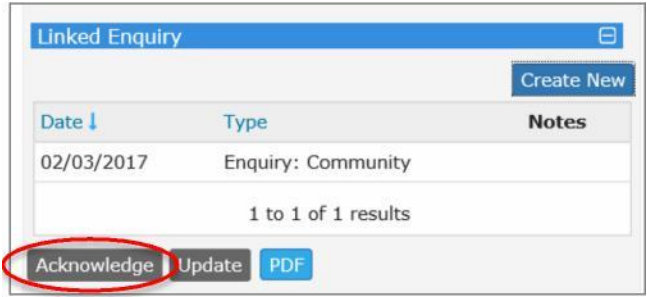 Linked Enquiry
Create New
Date Type Notes
02/03/2017 Enquiry: Community
1 to 1 of 1 results
Acknowledge Update PDF